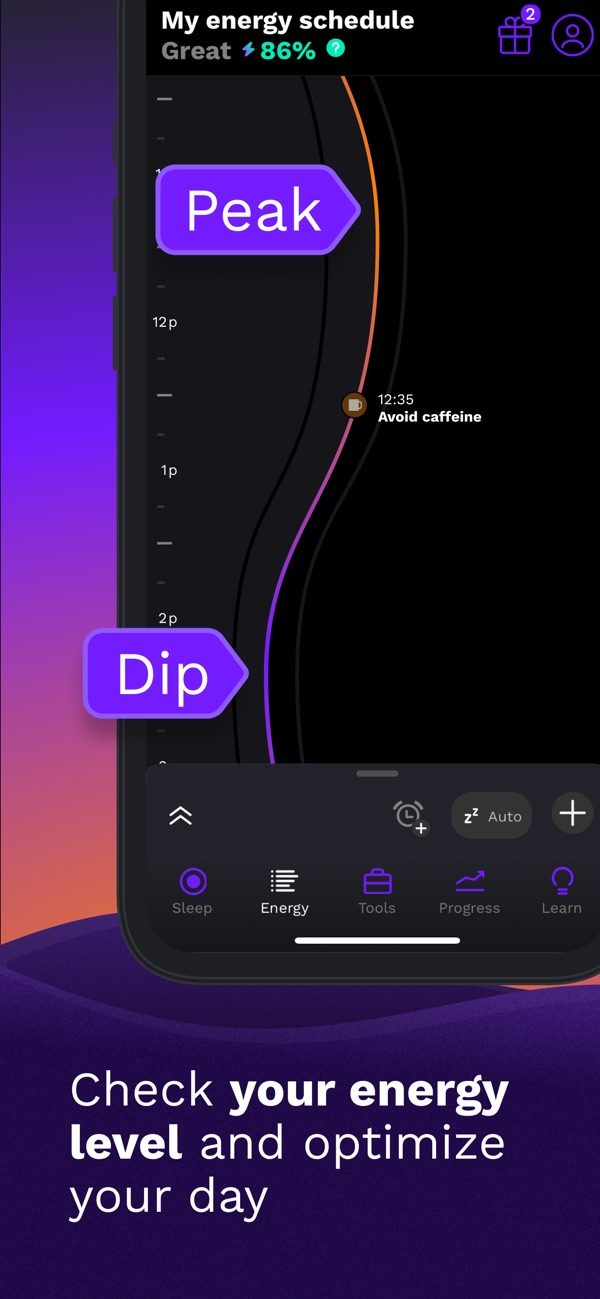 My energy schedule
Great 86% ?
2
Peak
12p
12:35
Avoid caffeine
1p
2p
Dip
zz Auto
Sleep Energy Tools Progress Learn
Check your energy
level and optimize
your day